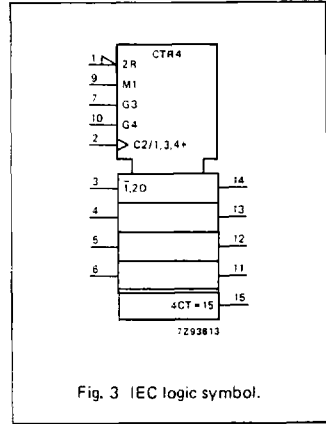 CTR4
1 2R
9 M1
7 G3
10 G4
2 C2/1,3,4+
3 1̅,2D 14
4 13
5 12
6 11
4CT = 15 15
7Z93613
Fig. 3 IEC logic symbol.